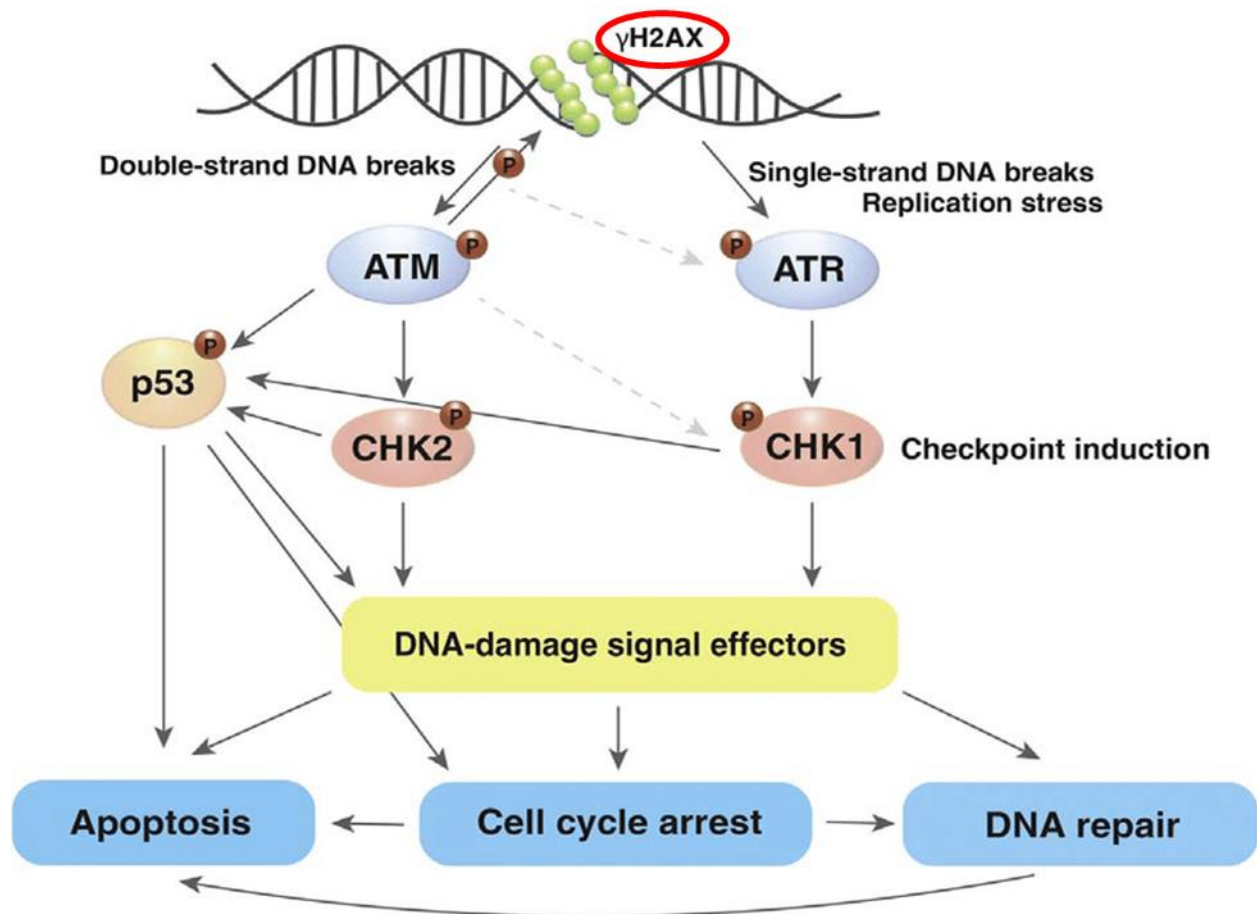 γH2AX
Double-strand DNA breaks
P
Single-strand DNA breaks
Replication stress
ATM
P
P
ATR
P
p53
P
CHK2
P
CHK1
Checkpoint induction
DNA-damage signal effectors
Apoptosis
Cell cycle arrest
DNA repair